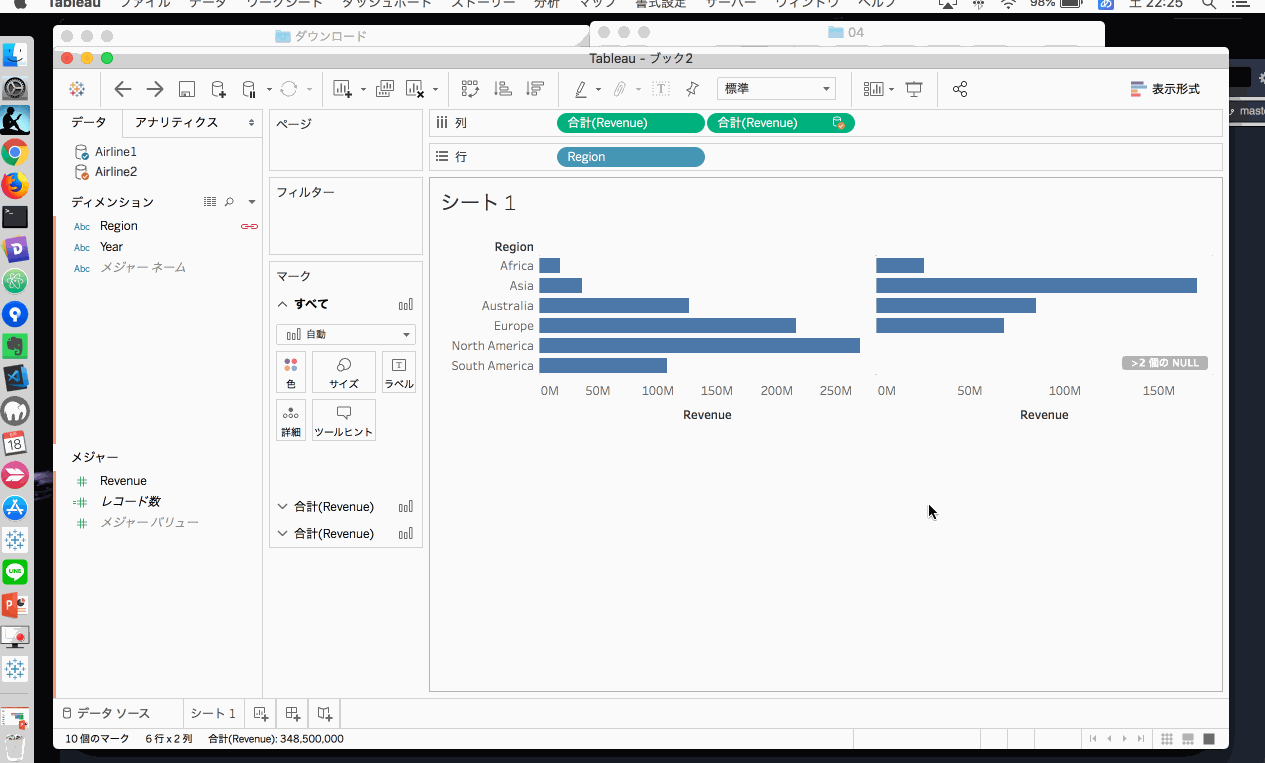 Tableau ファイル データ ワークシート ダッシュボード ストーリー 分析 マップ 書式設定 サーバー ウィンドウ ヘルプ 98% あ 土 22:25
ダウンロード
04
Tableau - ブック2
標準
表示形式
データ
アナリティクス
Airline1
Airline2
ディメンション
Abc Region
Abc Year
Abc メジャー ネーム
メジャー
Revenue
レコード数
メジャー バリュー
ページ
フィルター
マーク
すべて
自動
色
サイズ
ラベル
詳細
ツールヒント
合計(Revenue)
合計(Revenue)
列
合計(Revenue)
合計(Revenue)
行
Region
シート 1
Region
Africa
Asia
Australia
Europe
North America
South America
>2 個の NULL
0M 50M 100M 150M 200M 250M
0M 50M 100M 150M
Revenue
Revenue
データ ソース
シート 1
10 個のマーク 6 行 x 2 列 合計(Revenue): 348,500,000
18
LINE